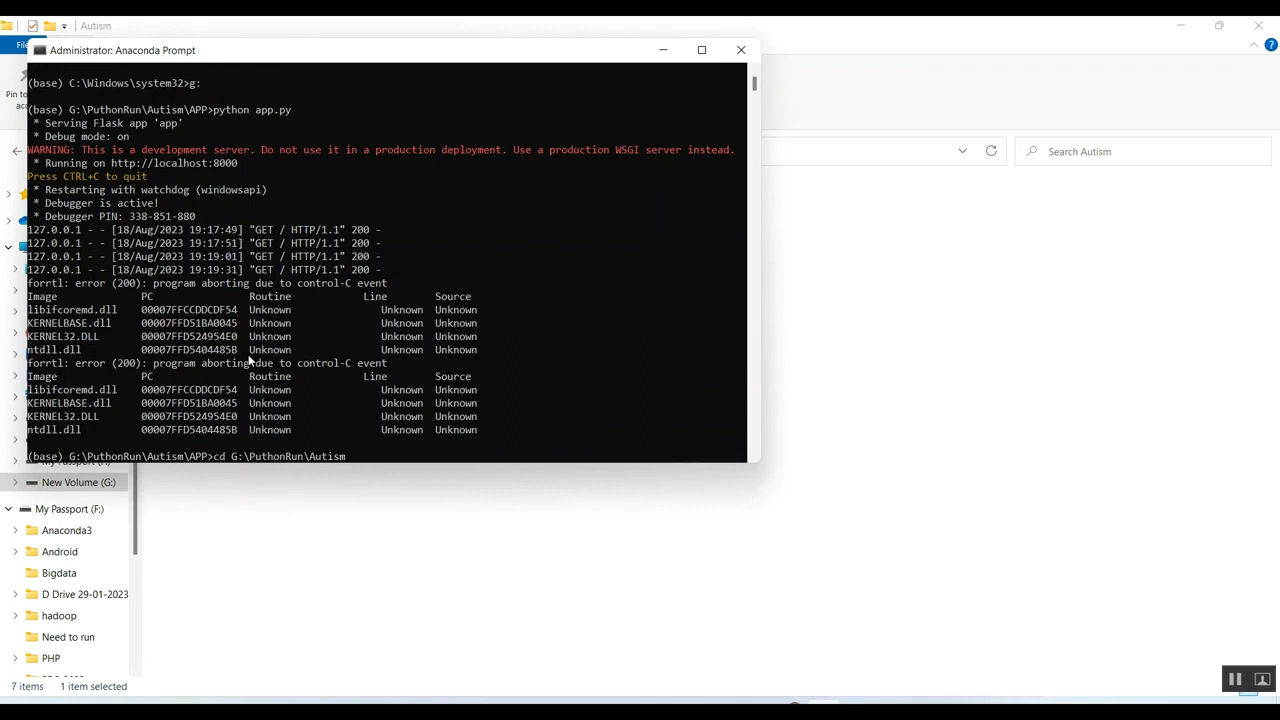 Autism
File
Administrator: Anaconda Prompt
Pin to
(base) C:\Windows\system32>g:
(base) G:\PuthonRun\Autism\APP>python app.py
* Serving Flask app 'app'
* Debug mode: on
WARNING: This is a development server. Do not use it in a production deployment. Use a production WSGI server instead.
* Running on http://localhost:8000
Press CTRL+C to quit
* Restarting with watchdog (windowsapi)
* Debugger is active!
* Debugger PIN: 338-851-880
127.0.0.1 - - [18/Aug/2023 19:17:49] "GET / HTTP/1.1" 200 -
127.0.0.1 - - [18/Aug/2023 19:17:51] "GET / HTTP/1.1" 200 -
127.0.0.1 - - [18/Aug/2023 19:19:01] "GET / HTTP/1.1" 200 -
127.0.0.1 - - [18/Aug/2023 19:19:31] "GET / HTTP/1.1" 200 -
forrtl: error (200): program aborting due to control-C event
Image PC Routine Line Source
libifcoremd.dll 00007FFCCDDCDF54 Unknown Unknown Unknown
KERNELBASE.dll 00007FFD51BA0045 Unknown Unknown Unknown
KERNEL32.DLL 00007FFD524954E0 Unknown Unknown Unknown
ntdll.dll 00007FFD5404485B Unknown Unknown Unknown
forrtl: error (200): program aborting due to control-C event
Image PC Routine Line Source
libifcoremd.dll 00007FFCCDDCDF54 Unknown Unknown Unknown
KERNELBASE.dll 00007FFD51BA0045 Unknown Unknown Unknown
KERNEL32.DLL 00007FFD524954E0 Unknown Unknown Unknown
ntdll.dll 00007FFD5404485B Unknown Unknown Unknown
(base) G:\PuthonRun\Autism\APP>cd G:\PuthonRun\Autism
Search Autism
New Volume (G:)
My Passport (F:)
Anaconda3
Android
Bigdata
D Drive 29-01-2023
hadoop
Need to run
PHP
7 items 1 item selected